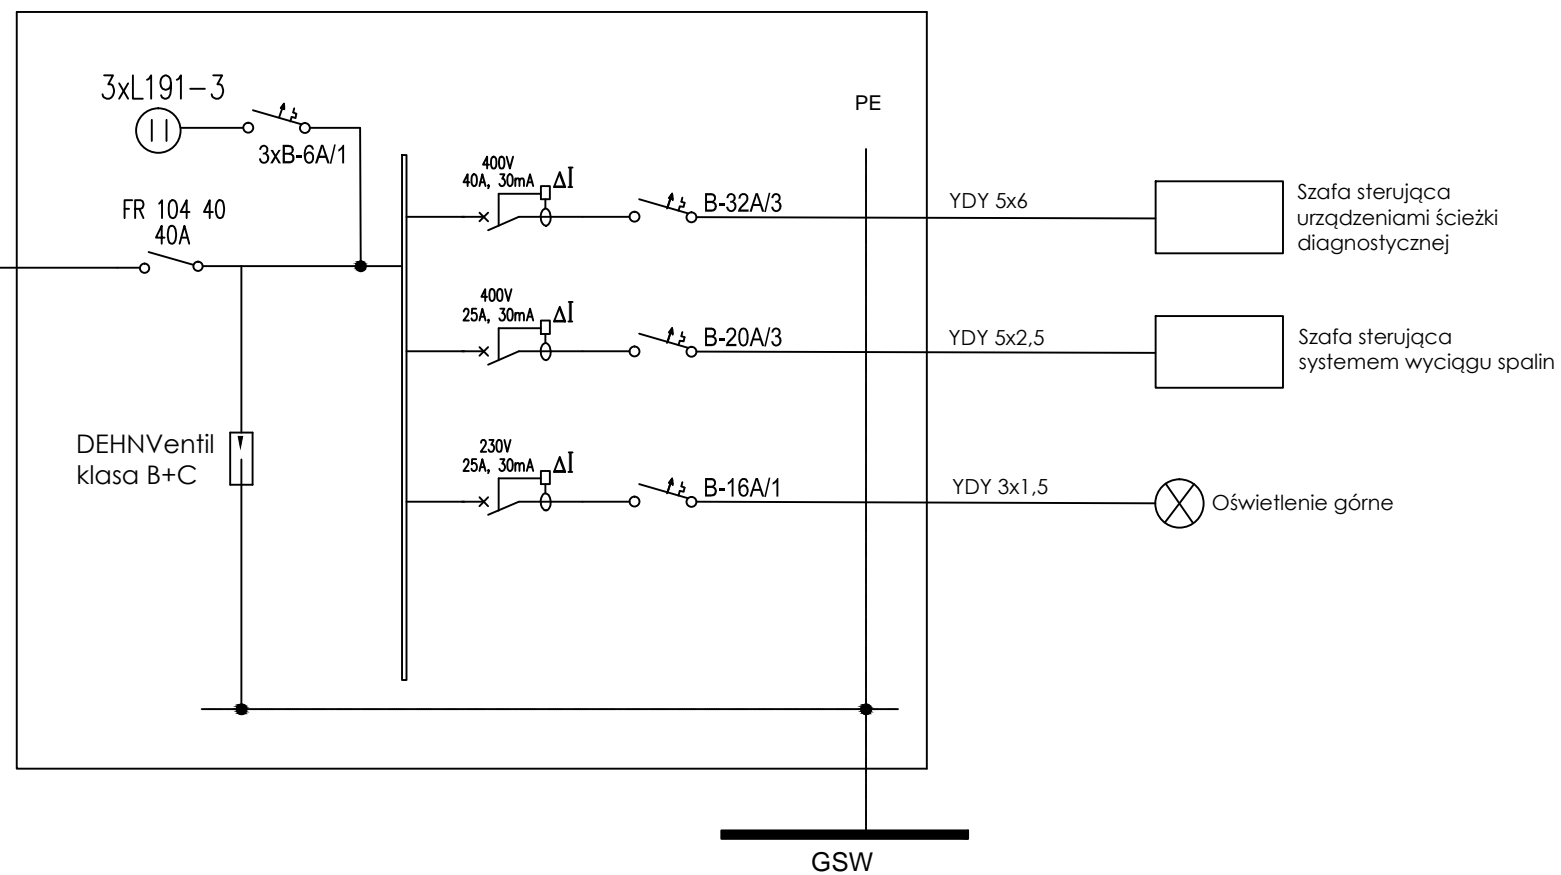 3xL191-3
3xB-6A/1
FR 104 40
40A
DEHNVentil
klasa B+C
PE
400V
40A, 30mA ΔI
B-32A/3
YDY 5x6
Szafa sterująca
urządzeniami ścieżki
diagnostycznej
400V
25A, 30mA ΔI
B-20A/3
YDY 5x2,5
Szafa sterująca
systemem wyciągu spalin
230V
25A, 30mA ΔI
B-16A/1
YDY 3x1,5
Oświetlenie górne
GSW